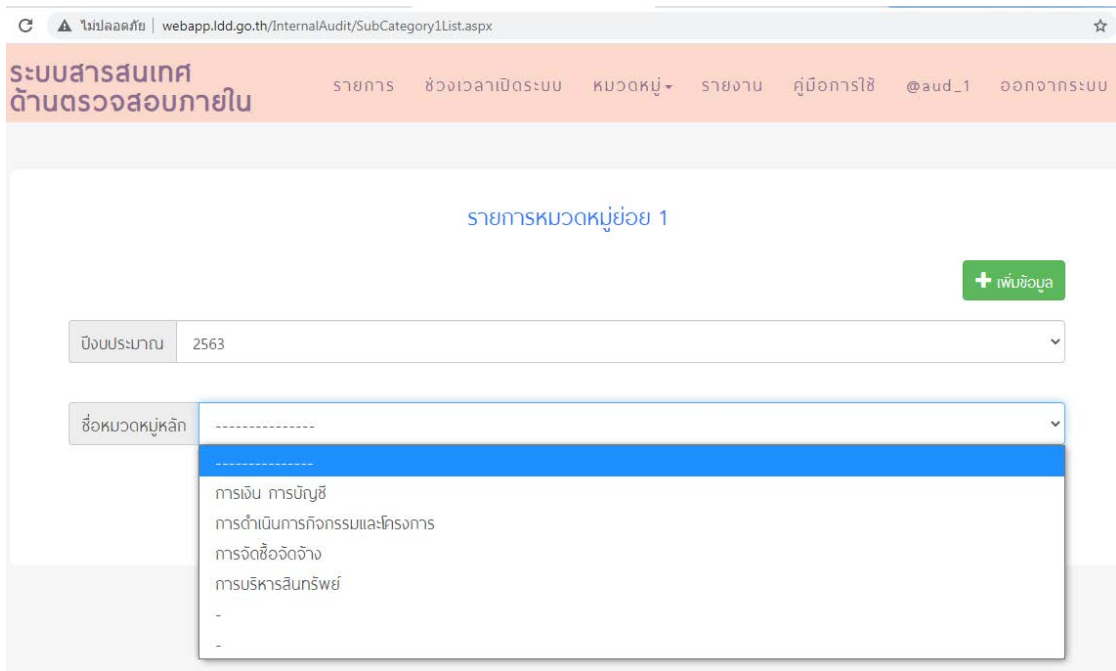 ไม่ปลอดภัย | webapp.ldd.go.th/InternalAudit/SubCategory1List.aspx
ระบบสารสนเทศ
ด้านตรวจสอบภายใน
รายการ ช่วงเวลาเปิดระบบ หมวดหมู่ รายงาน คู่มือการใช้ @aud_1 ออกจากระบบ
รายการหมวดหมู่ย่อย 1
+ เพิ่มข้อมูล
ปีงบประมาณ 2563
ชื่อหมวดหมู่หลัก ---------------
---------------
การเงิน การบัญชี
การดำเนินการกิจกรรมและโครงการ
การจัดซื้อจัดจ้าง
การบริหารสินทรัพย์
-
-